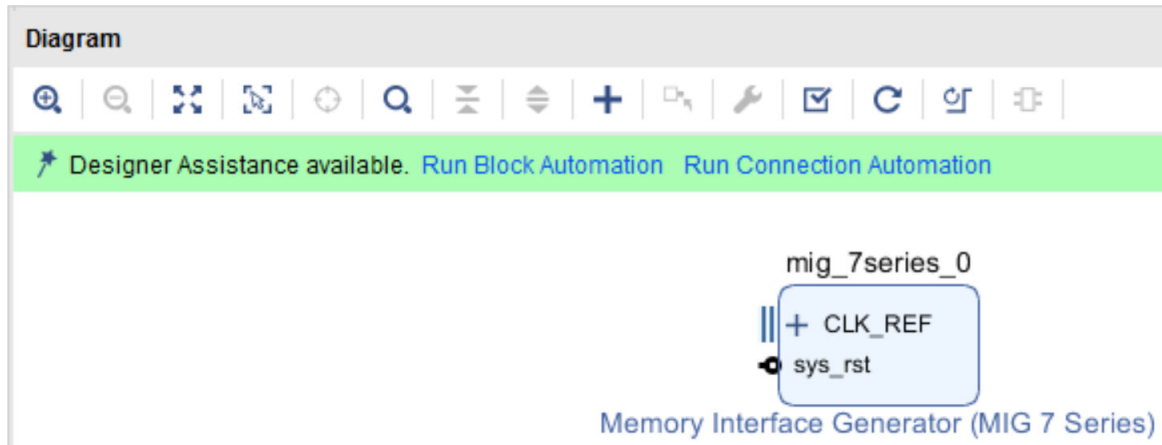 Diagram
Designer Assistance available. Run Block Automation Run Connection Automation
mig_7series_0
CLK_REF
sys_rst
Memory Interface Generator (MIG 7 Series)